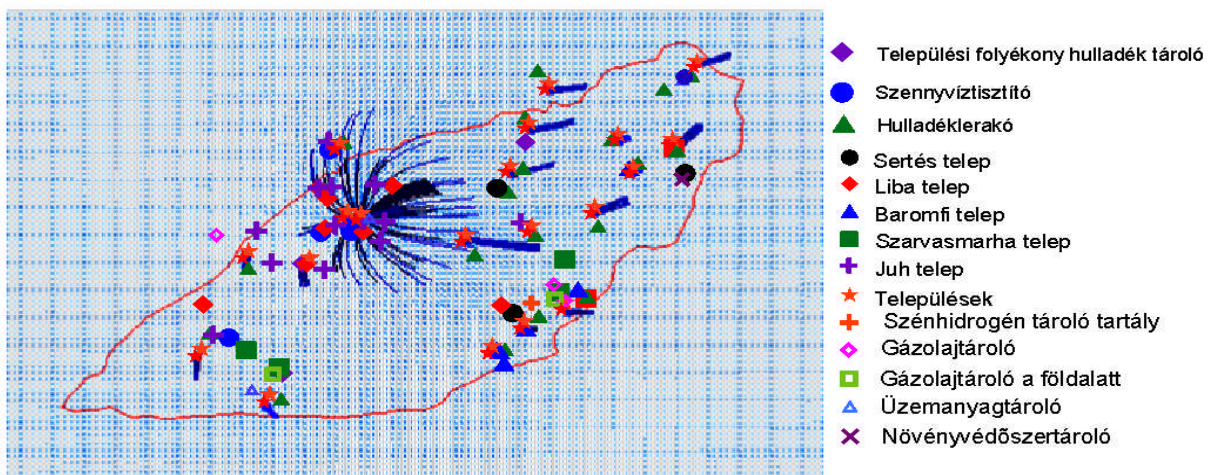 Települési folyékony hulladék tároló
Szennyvíztisztító
Hulladéklerakó
Sertés telep
Liba telep
Baromfi telep
Szarvasmarha telep
Juh telep
Települések
Szénhidrogén tároló tartály
Gázolajtároló
Gázolajtároló a földalatt
Üzemanyagtároló
Növényvédõszertároló